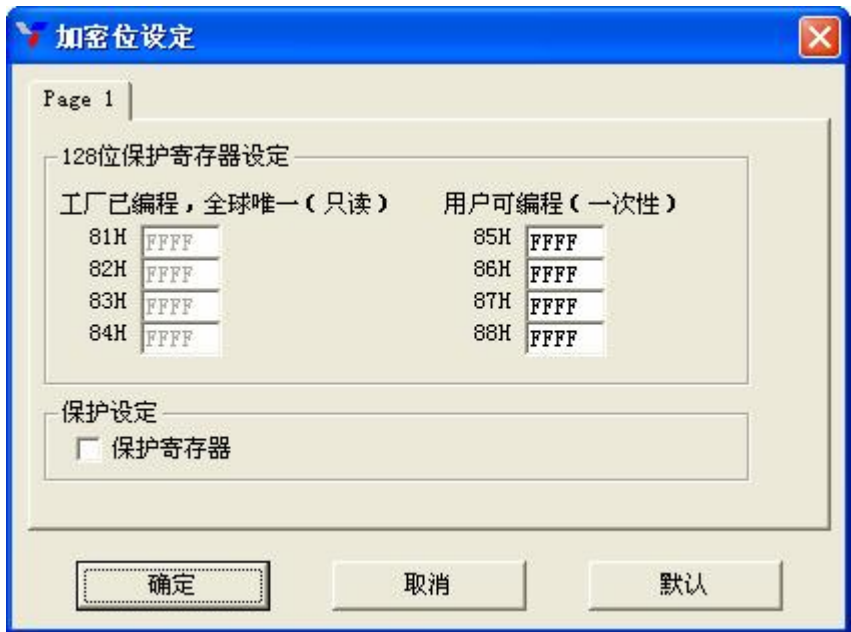 加密位设定
Page 1
128位保护寄存器设定
工厂已编程，全球唯一（只读） 用户可编程（一次性）
81H FFFF 85H FFFF
82H FFFF 86H FFFF
83H FFFF 87H FFFF
84H FFFF 88H FFFF
保护设定
保护寄存器
确定 取消 默认